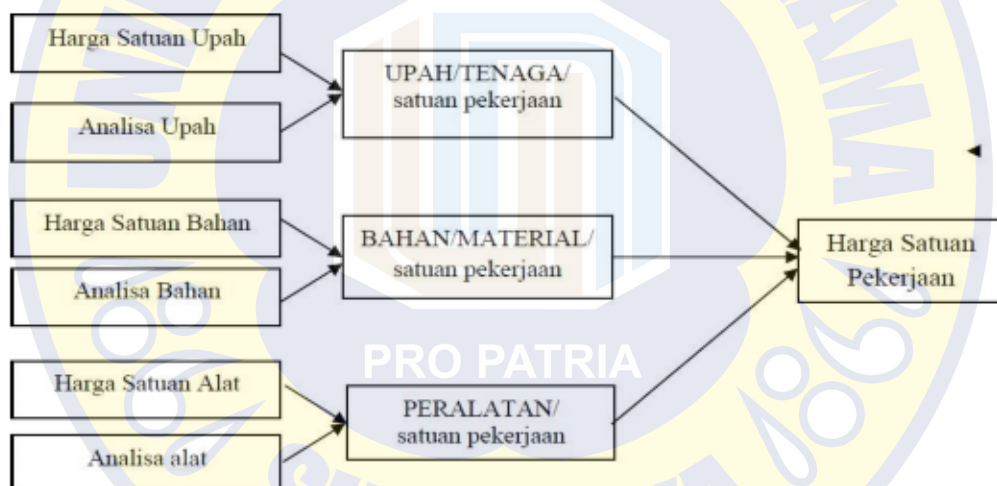 Harga Satuan Upah
Analisa Upah
UPAH/TENAGA/
satuan pekerjaan
Harga Satuan Bahan
Analisa Bahan
BAHAN/MATERIAL/
satuan pekerjaan
Harga Satuan Alat
Analisa alat
PERALATAN/
satuan pekerjaan
Harga Satuan
Pekerjaan
PRO PATRIA